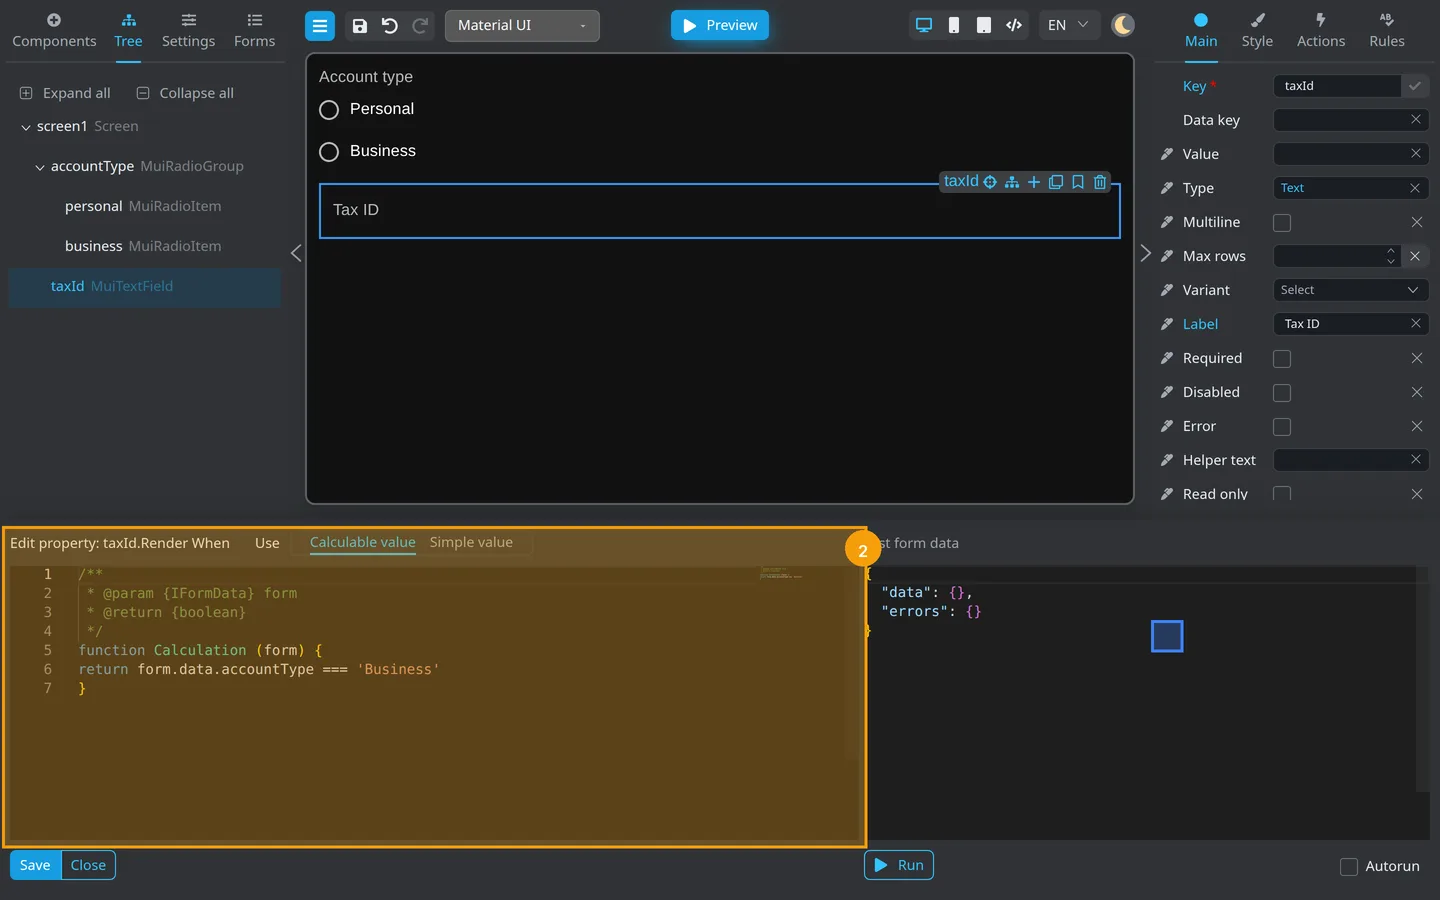 Components Tree Settings Forms
Material UI
Preview
EN
Main Style Actions Rules
Expand all Collapse all
screen1 Screen
accountType MuiRadioGroup
personal MuiRadioItem
business MuiRadioItem
taxId MuiTextField
Account type
Personal
Business
taxId
Tax ID
Key * taxId
Data key
Value
Type Text
Multiline
Max rows
Variant Select
Label Tax ID
Required
Disabled
Error
Helper text
Read only
Edit property: taxId.Render When Use Calculable value Simple value
2
st form data
1 /**
2 * @param {IFormData} form
3 * @return {boolean}
4 */
5 function Calculation (form) {
6 return form.data.accountType === 'Business'
7 }
{
"data": {},
"errors": {}
}
Save Close
Run
Autorun